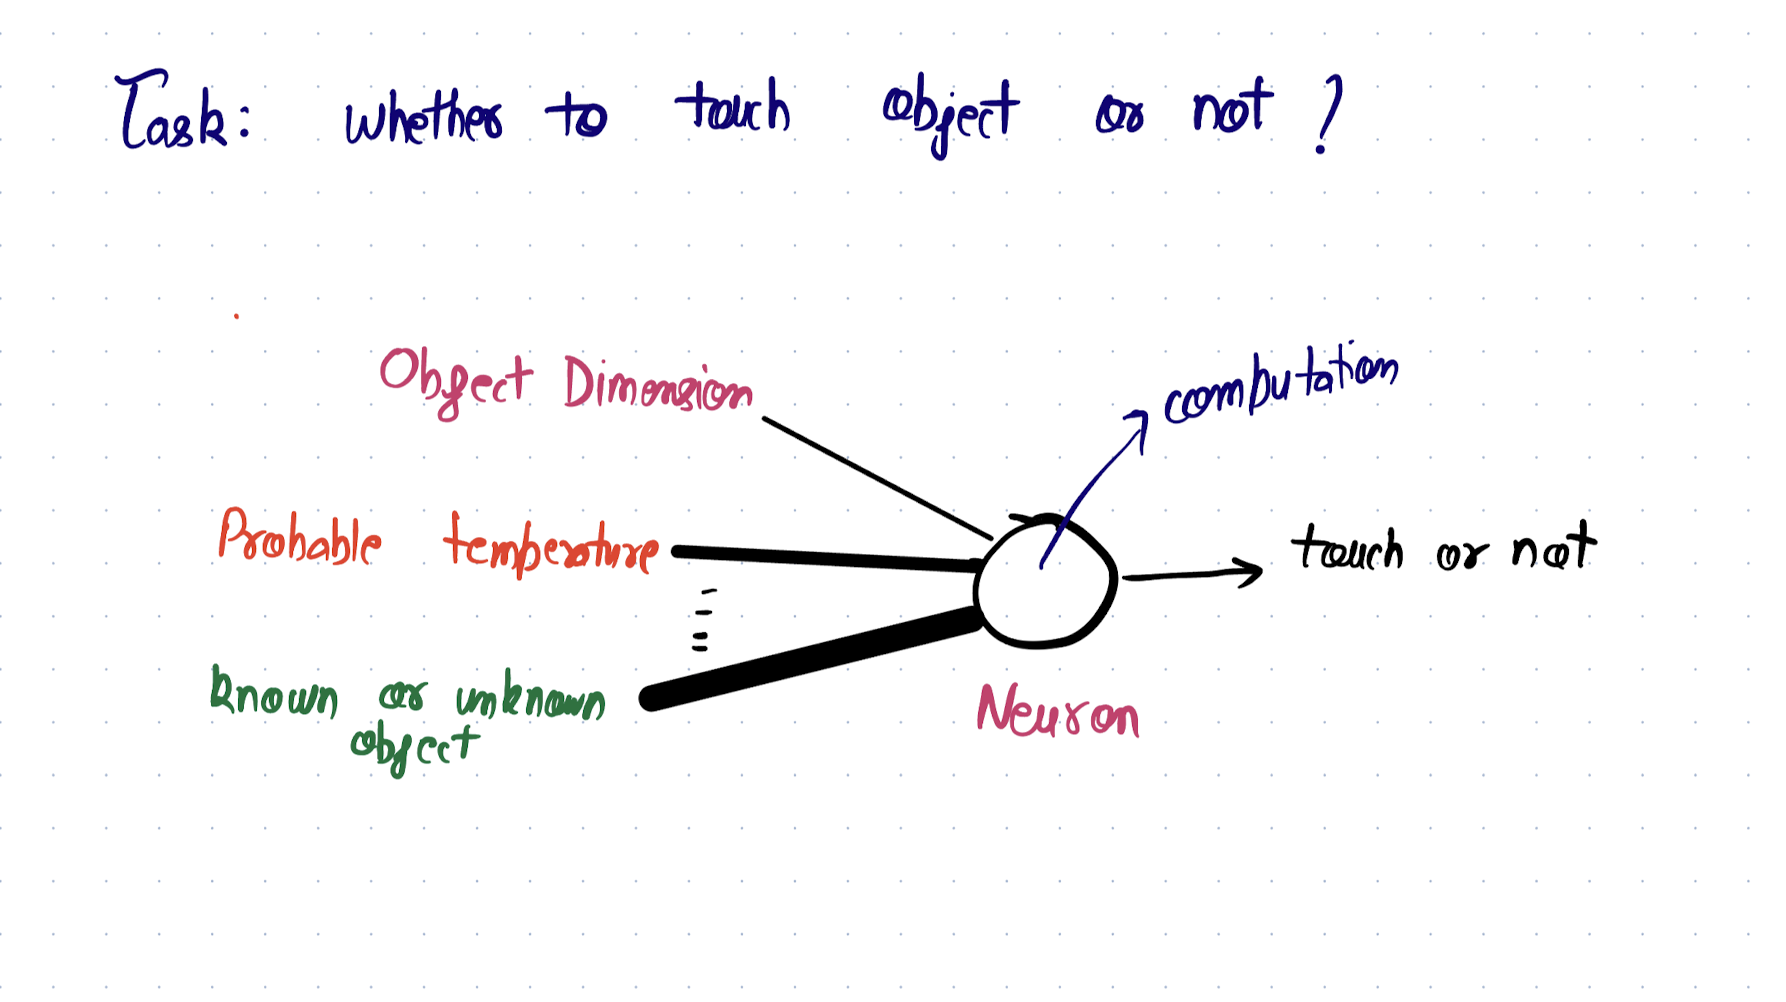 Task: whether to touch object or not ?
Object Dimension
computation
Probable temperature
touch or not
known or unknown
object
Neuron